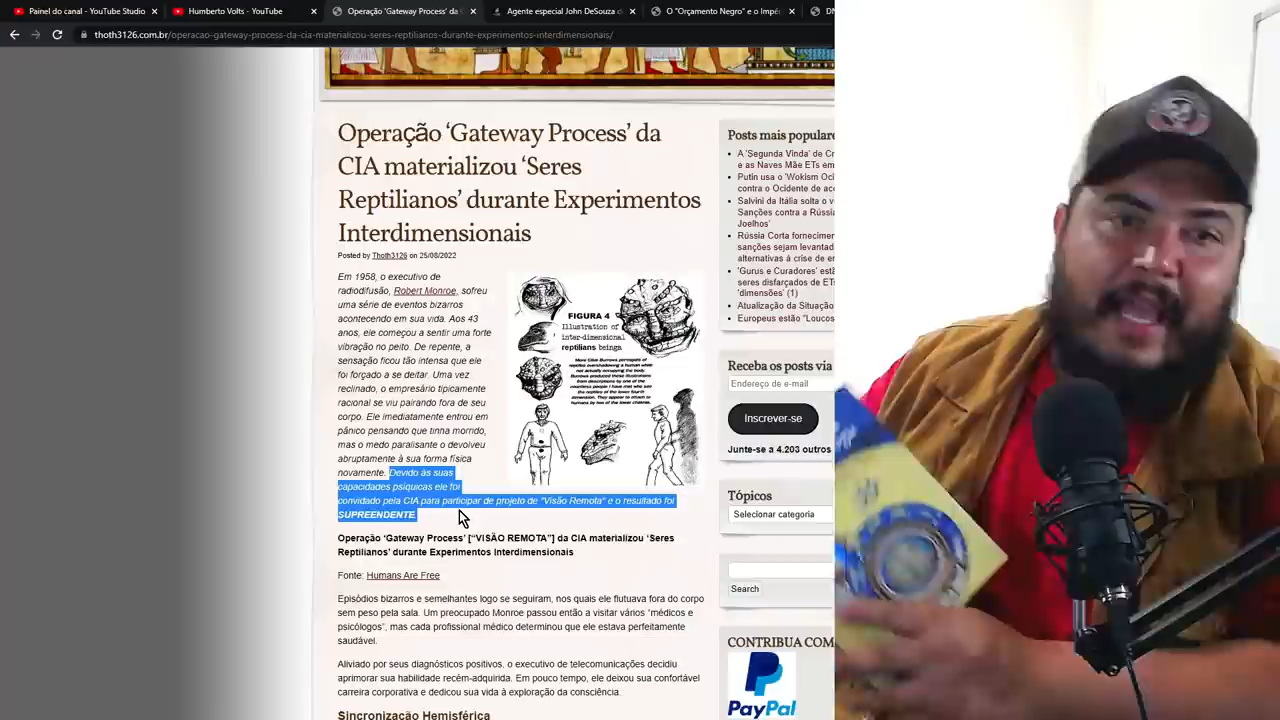 Painel do canal - YouTube Studio
Humberto Volts - YouTube
Operação 'Gateway Process' da
Agente especial John DeSouza d
O "Orçamento Negro" e o Impé
thoth3126.com.br/operacao-gateway-process-da-cia-materializou-seres-reptilianos-durante-experimentos-interdimensionais/
Operação ‘Gateway Process’ da
CIA materializou ‘Seres
Reptilianos’ durante Experimentos
Interdimensionais
Posted by Thoth3126 on 25/08/2022
Em 1958, o executivo de
radiodifusão, Robert Monroe, sofreu
uma série de eventos bizarros
acontecendo em sua vida. Aos 43
anos, ele começou a sentir uma forte
vibração no peito. De repente, a
sensação ficou tão intensa que ele
foi forçado a se deitar. Uma vez
reclinado, o empresário tipicamente
racional se viu pairando fora de seu
corpo. Ele imediatamente entrou em
pânico pensando que tinha morrido,
mas o medo paralisante o devolveu
abruptamente à sua forma física
novamente. Devido às suas
capacidades psíquicas ele foi
convidado pela CIA para participar de projeto de "Visão Remota" e o resultado foi
SUPREENDENTE.
FIGURA 4
Illustration of
inter-dimensional
reptilians beings.
Operação ‘Gateway Process’ [“VISÃO REMOTA”] da CIA materializou ‘Seres
Reptilianos’ durante Experimentos Interdimensionais
Fonte: Humans Are Free
Episódios bizarros e semelhantes logo se seguiram, nos quais ele flutuava fora do corpo
sem peso pela sala. Um preocupado Monroe passou então a visitar vários “médicos e
psicólogos”, mas cada profissional médico determinou que ele estava perfeitamente
saudável.
Aliviado por seus diagnósticos positivos, o executivo de telecomunicações decidiu
aprimorar sua habilidade recém-adquirida. Em pouco tempo, ele deixou sua confortável
carreira corporativa e dedicou sua vida à exploração da consciência.
Sincronização Hemisférica
Posts mais populare
A ‘Segunda Vinda’ de Cr
e as Naves Mãe ETs em
Putin usa o ‘Wokism Oci
contra o Ocidente de aco
Salvini da Itália solta o v
Sanções contra a Rússia
Joelhos’
Rússia Corta fornecimen
sanções sejam levantad
alternativas à crise de en
‘Gurus e Curadores’ está
seres disfarçados de ETs
‘dimensões’ (1)
Atualização da Situação
Europeus estão “Loucos
Receba os posts via
Endereço de e-mail
Inscrever-se
Junte-se a 4.203 outros
Tópicos
Selecionar categoria
Search
CONTRIBUA COM
PayPal